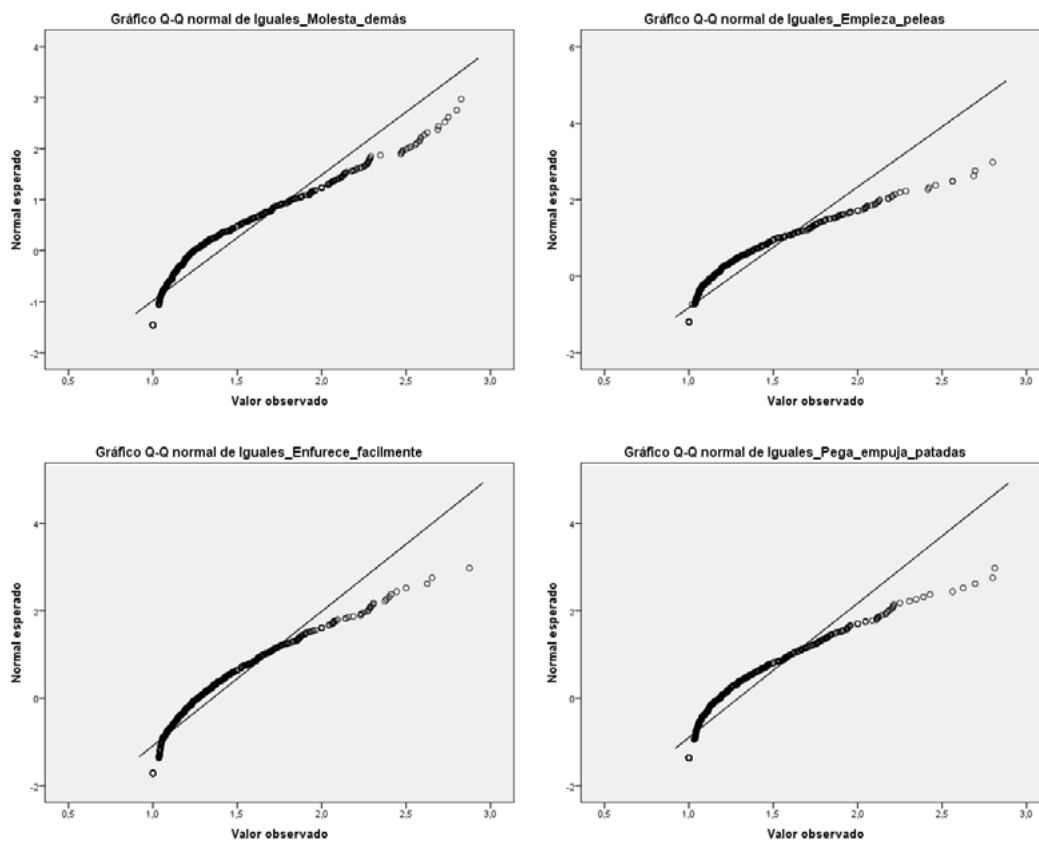 Gráfico Q-Q normal de Iguales_Molesta_demás
Normal esperado
4
3
2
1
0
-1
-2
0,5 1,0 1,5 2,0 2,5 3,0
Valor observado
Gráfico Q-Q normal de Iguales_Empieza_peleas
Normal esperado
6
4
2
0
-2
0,5 1,0 1,5 2,0 2,5 3,0
Valor observado
Gráfico Q-Q normal de Iguales_Enfurece_facilmente
Normal esperado
4
2
0
-2
0,5 1,0 1,5 2,0 2,5 3,0
Valor observado
Gráfico Q-Q normal de Iguales_Pega_empuja_patadas
Normal esperado
4
2
0
-2
0,5 1,0 1,5 2,0 2,5 3,0
Valor observado